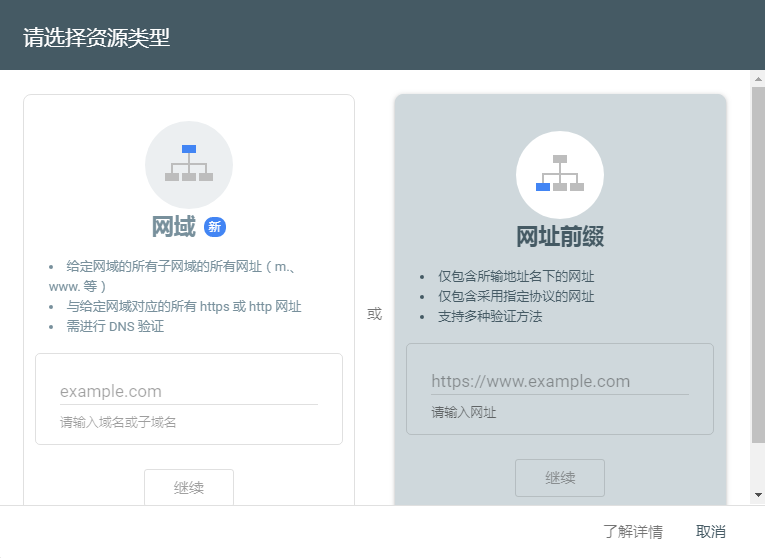 请选择资源类型
网域 新
• 给定网域的所有子网域的所有网址（m.、
www. 等）
• 与给定网域对应的所有 https 或 http 网址
• 需进行 DNS 验证
example.com
请输入域名或子域名
继续
或
网址前缀
• 仅包含所输地址名下的网址
• 仅包含采用指定协议的网址
• 支持多种验证方法
https://www.example.com
请输入网址
继续
了解详情 取消